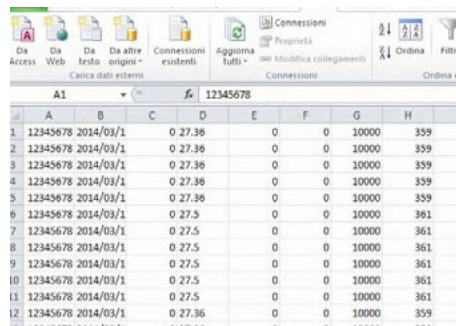 Da Access
Da Web
Da testo
Da altre origini
Connessioni esistenti
Aggiorna tutti
Connessioni
Proprietà
Modifica collegamenti
Ordina
Filtr
Carica dati esterni
Connessioni
Ordina
A1 fx 12345678
A B C D E F G H
1 12345678 2014/03/1 0 27.36 0 0 10000 359
2 12345678 2014/03/1 0 27.36 0 0 10000 359
3 12345678 2014/03/1 0 27.36 0 0 10000 359
4 12345678 2014/03/1 0 27.36 0 0 10000 359
5 12345678 2014/03/1 0 27.36 0 0 10000 359
6 12345678 2014/03/1 0 27.5 0 0 10000 361
7 12345678 2014/03/1 0 27.5 0 0 10000 361
8 12345678 2014/03/1 0 27.5 0 0 10000 361
9 12345678 2014/03/1 0 27.5 0 0 10000 361
10 12345678 2014/03/1 0 27.5 0 0 10000 361
11 12345678 2014/03/1 0 27.5 0 0 10000 361
12 12345678 2014/03/1 0 27.36 0 0 10000 359